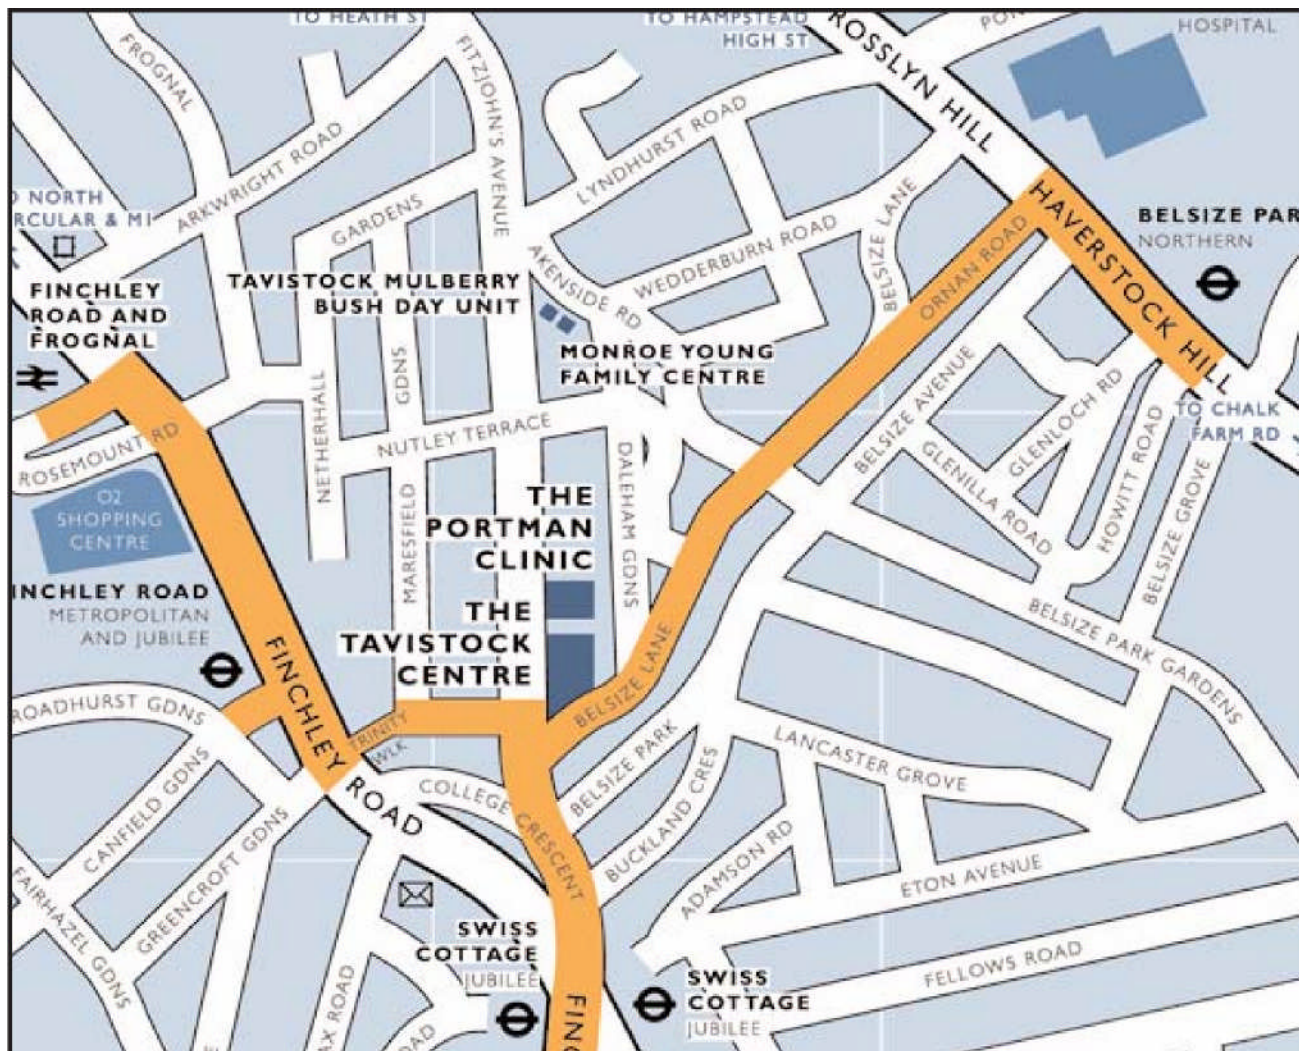 TO HEATH ST
TO HAMPSTEAD
HIGH ST
HOSPITAL
ROSSLYN HILL
FROGNAL
FITZJOHN'S AVENUE
ARKWRIGHT ROAD
LYNDHURST ROAD
NORTH
& M1
GARDENS
BELSIZE LANE
WEDDERBURN ROAD
AKENSIDE RD
ORNAN ROAD
HAVERSTOCK HILL
BELSIZE PAR
NORTHERN
FINCHLEY
ROAD AND
FROGNAL
TAVISTOCK MULBERRY
BUSH DAY UNIT
MONROE YOUNG
FAMILY CENTRE
TO CHALK
FARM RD
ROSEMOUNT RD
NETHERHALL
GDNS
NUTLEY TERRACE
DALEHAM GDNS
BELSIZE AVENUE
GLENLOCH RD
GLENILLA ROAD
HOWITT ROAD
BELSIZE GROVE
O2
SHOPPING
CENTRE
THE
PORTMAN
CLINIC
MARESFIELD
INCHLEY ROAD
METROPOLITAN
AND JUBILEE
THE
TAVISTOCK
CENTRE
BELSIZE LANE
BELSIZE PARK GARDENS
FINCHLEY
ROAD
ROADHURST GDNS
TRINITY
WLK
BELSIZE PARK
LANCASTER GROVE
CANFIELD GDNS
COLLEGE
CRESCENT
BUCKLAND CRES
GREENCROFT GDNS
ADAMSON RD
ETON AVENUE
FAIRHAZEL GDNS
SWISS
COTTAGE
JUBILEE
FELLOWS ROAD
SWISS
COTTAGE
JUBILEE
AX ROAD
OAD
FINC